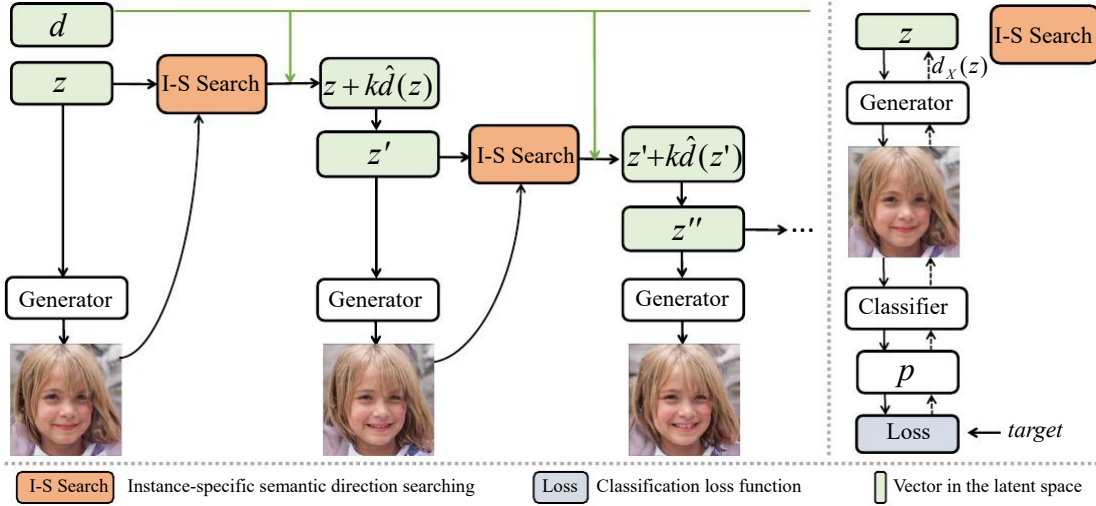 d
z
I-S Search
z + kd̂(z)
z′
I-S Search
z'+kd̂(z')
z''
...
Generator
Generator
Generator
z
I-S Search
d_X(z)
Generator
Classifier
p
Loss
target
I-S Search Instance-specific semantic direction searching
Loss Classification loss function
Vector in the latent space